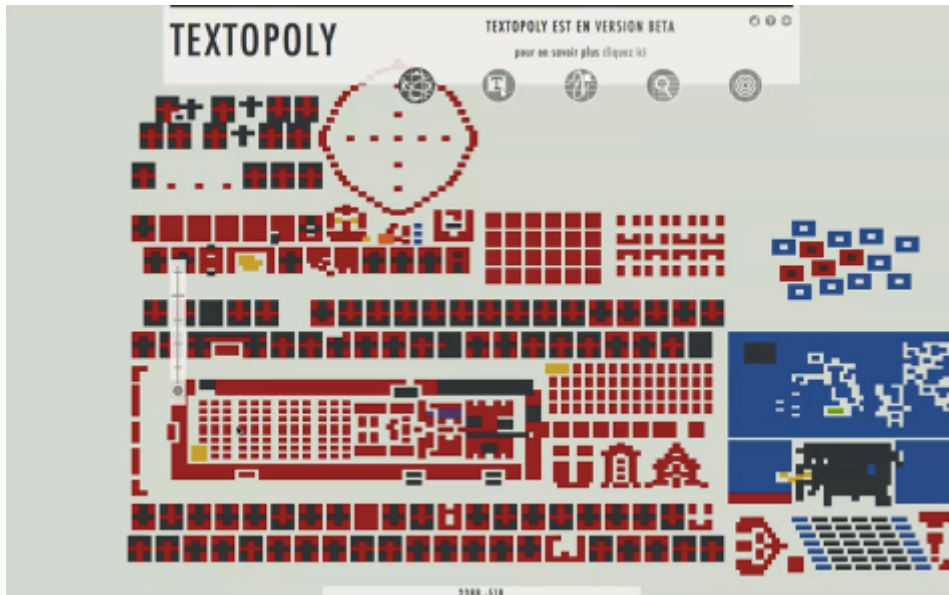 TEXTOPOLY
TEXTOPOLY EST EN VERSION BETA
pour en savoir plus cliquez ici